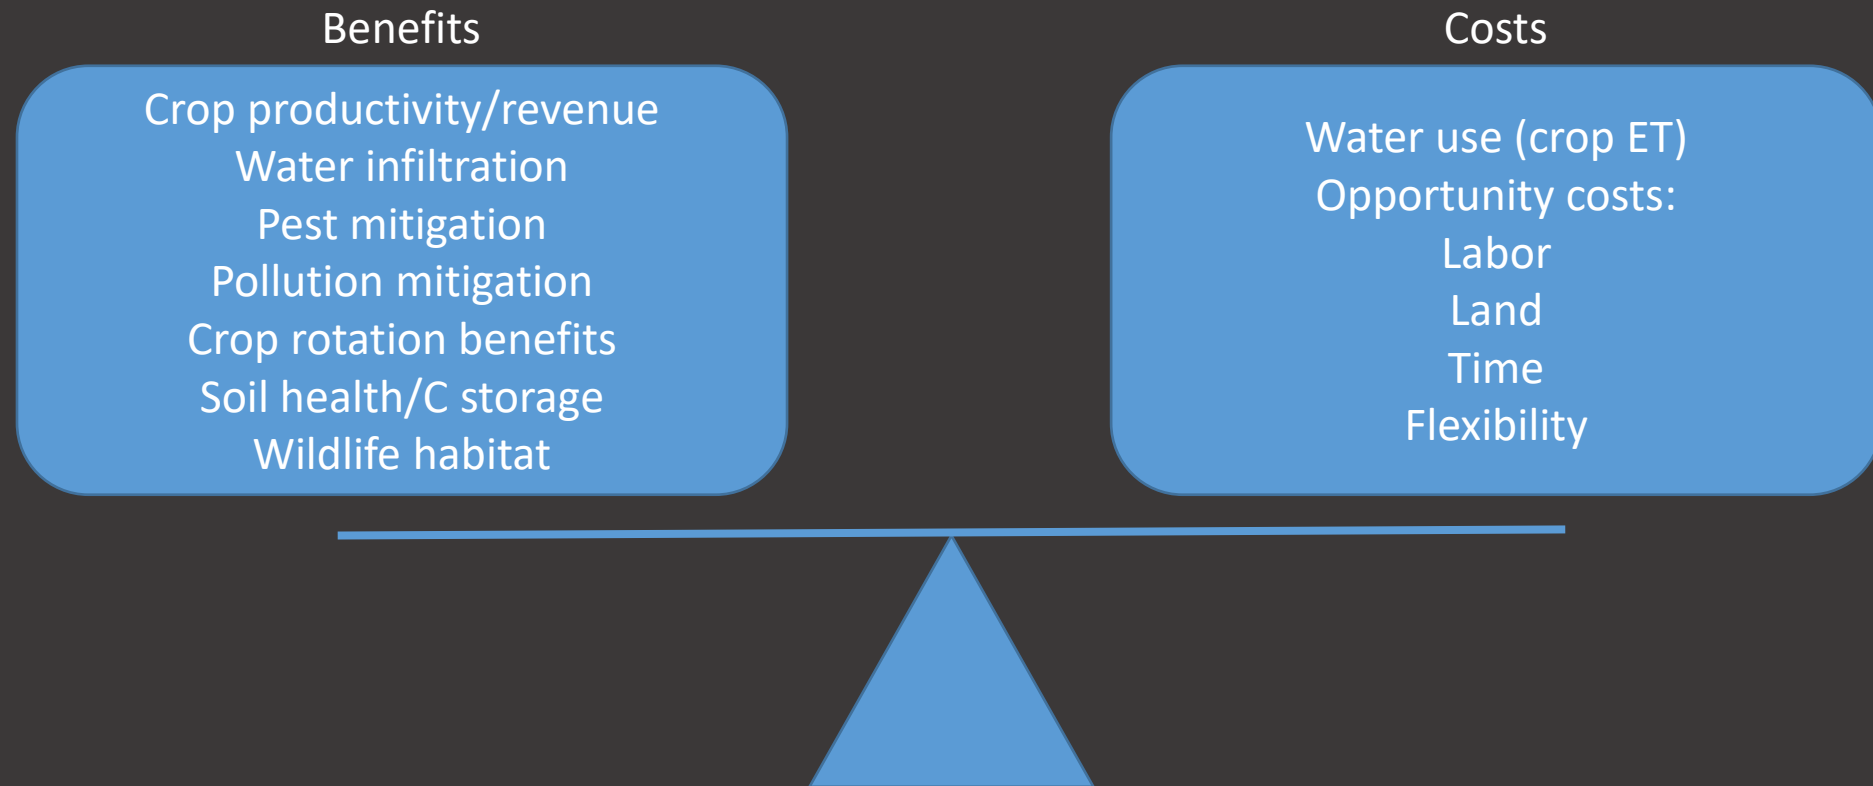 Benefits
Crop productivity/revenue
Water infiltration
Pest mitigation
Pollution mitigation
Crop rotation benefits
Soil health/C storage
Wildlife habitat
Costs
Water use (crop ET)
Opportunity costs:
Labor
Land
Time
Flexibility